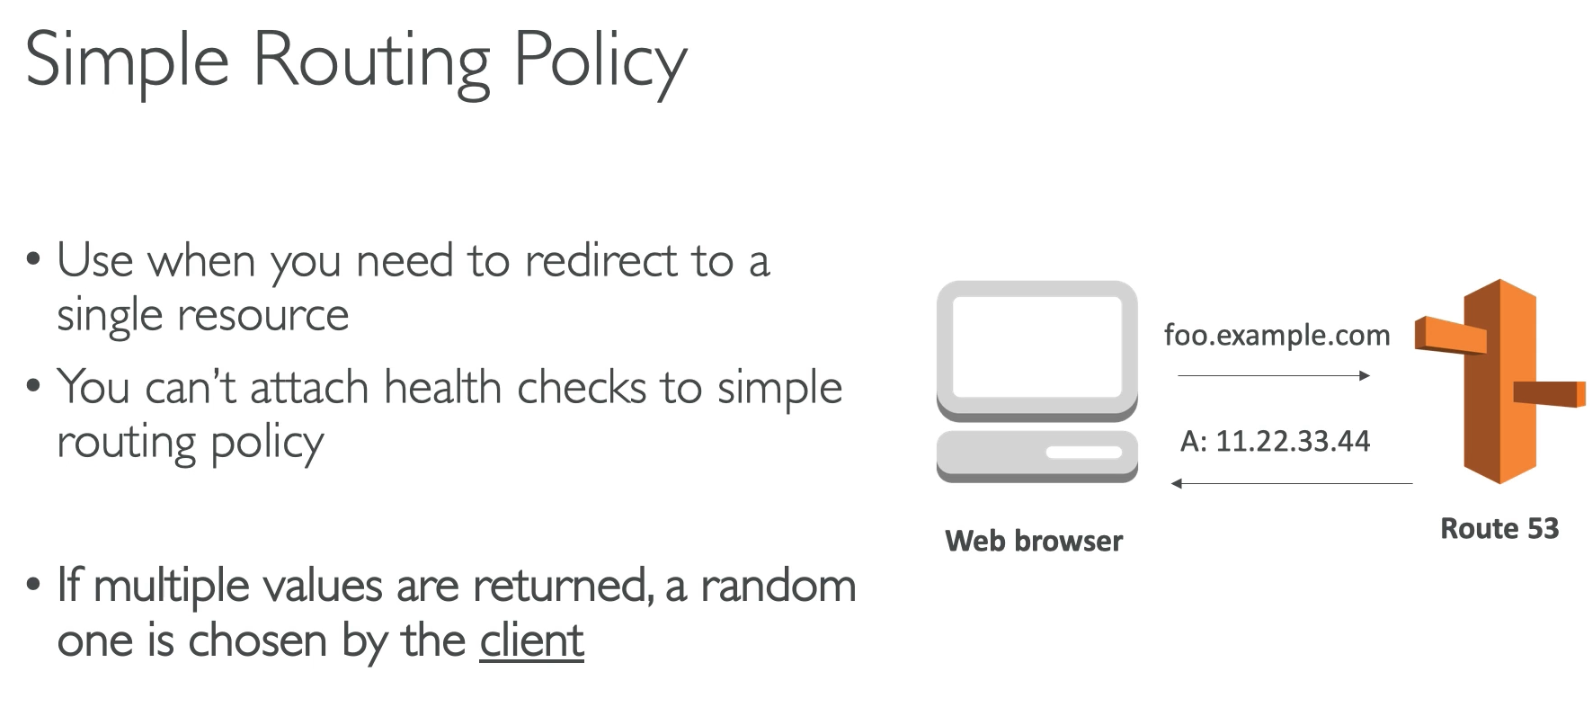 Simple Routing Policy
• Use when you need to redirect to a
single resource
• You can't attach health checks to simple
routing policy
• If multiple values are returned, a random
one is chosen by the client
foo.example.com
A: 11.22.33.44
Web browser
Route 53